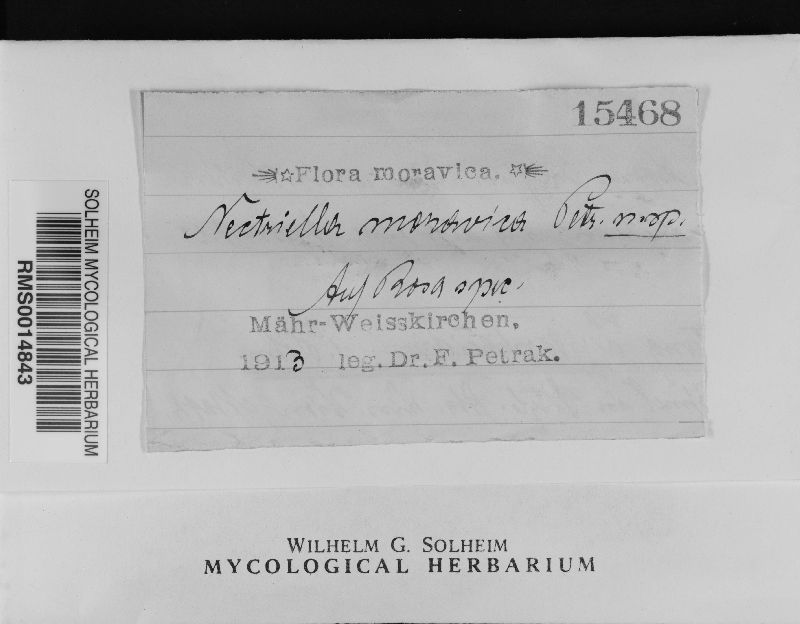 15468
Flora moravica.
Nectriella moravica Petr. n. sp.
Auf Rosa spec.
Mähr-Weisskirchen,
1913 leg. Dr. F. Petrak.
SOLHEIM MYCOLOGICAL HERBARIUM
RMS0014843
WILHELM G. SOLHEIM
MYCOLOGICAL HERBARIUM